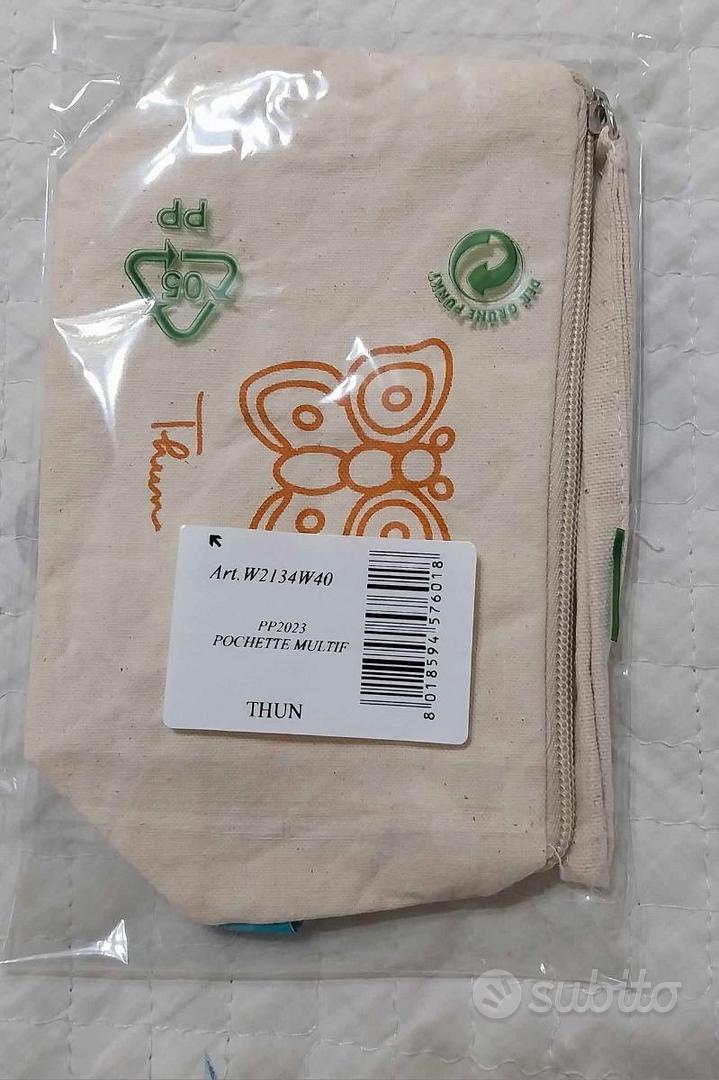 PP
05
DER GRÜNE PUNKT
Thun
Art.W2134W40
PP2023
POCHETTE MULTIF
THUN
8 018594 576018
subito